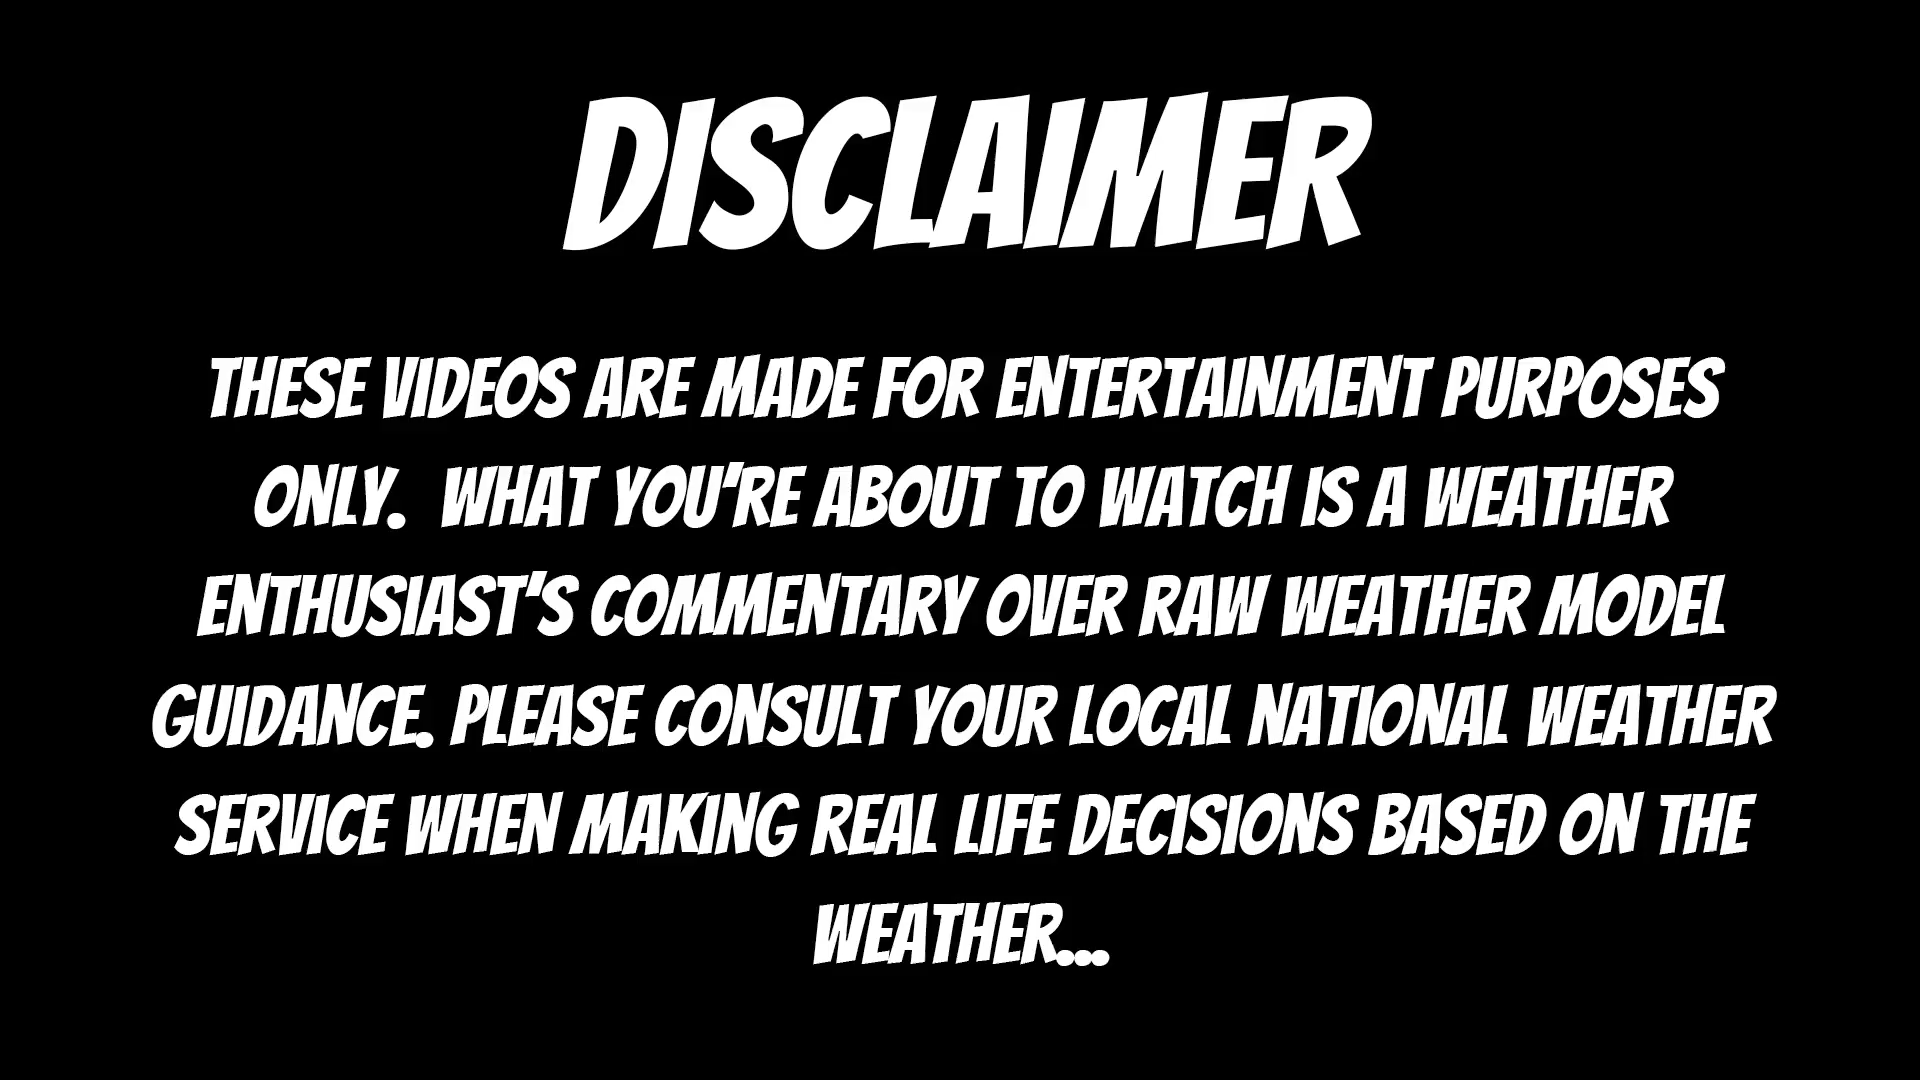 DISCLAIMER
THESE VIDEOS ARE MADE FOR ENTERTAINMENT PURPOSES
ONLY.  WHAT YOU'RE ABOUT TO WATCH IS A WEATHER
ENTHUSIAST'S COMMENTARY OVER RAW WEATHER MODEL
GUIDANCE. PLEASE CONSULT YOUR LOCAL NATIONAL WEATHER
SERVICE WHEN MAKING REAL LIFE DECISIONS BASED ON THE
WEATHER...